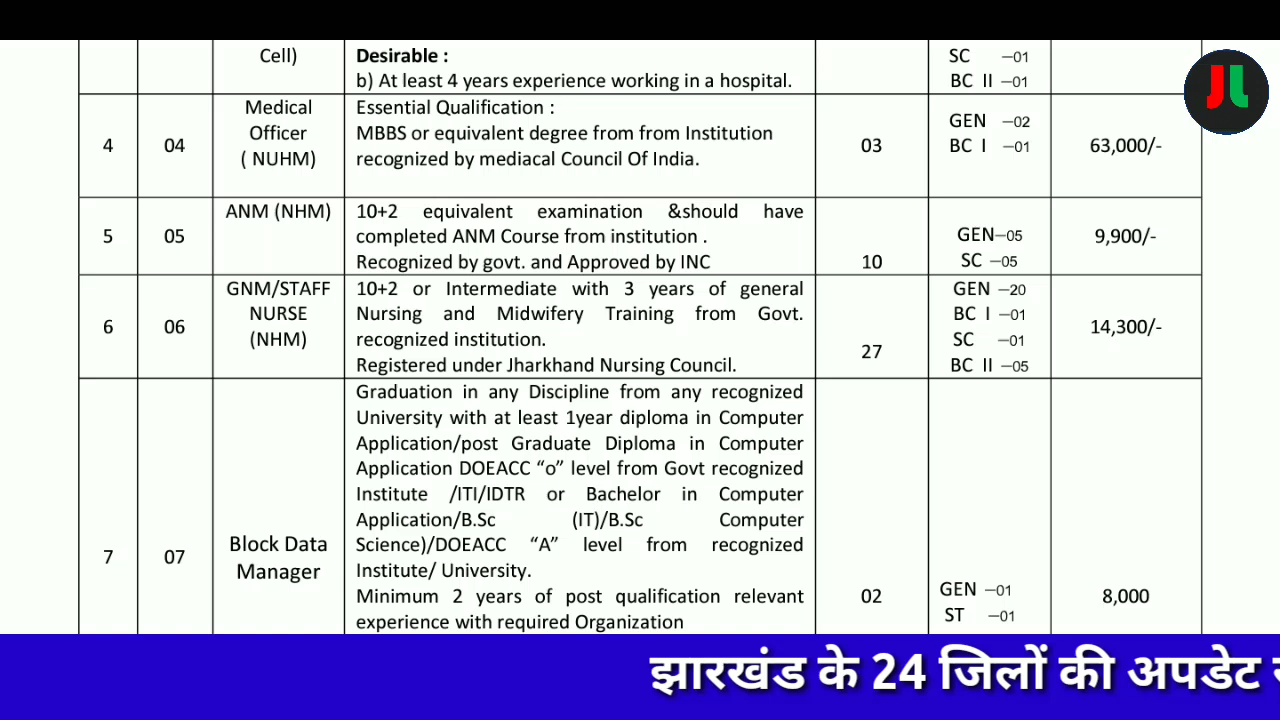 Cell)
Desirable :
b) At least 4 years experience working in a hospital.
SC –01
BC II –01
4
04
Medical
Officer
( NUHM)
Essential Qualification :
MBBS or equivalent degree from from Institution
recognized by mediacal Council Of India.
03
GEN –02
BC I –01
63,000/-
5
05
ANM (NHM)
10+2 equivalent examination &should have
completed ANM Course from institution .
Recognized by govt. and Approved by INC
10
GEN–05
SC –05
9,900/-
6
06
GNM/STAFF
NURSE
(NHM)
10+2 or Intermediate with 3 years of general
Nursing and Midwifery Training from Govt.
recognized institution.
Registered under Jharkhand Nursing Council.
27
GEN –20
BC I –01
SC –01
BC II –05
14,300/-
7
07
Block Data
Manager
Graduation in any Discipline from any recognized
University with at least 1year diploma in Computer
Application/post Graduate Diploma in Computer
Application DOEACC “o” level from Govt recognized
Institute /ITI/IDTR or Bachelor in Computer
Application/B.Sc (IT)/B.Sc Computer
Science)/DOEACC “A” level from recognized
Institute/ University.
Minimum 2 years of post qualification relevant
experience with required Organization
02
GEN –01
ST –01
8,000
JL
झारखंड के 24 जिलों की अपडेट